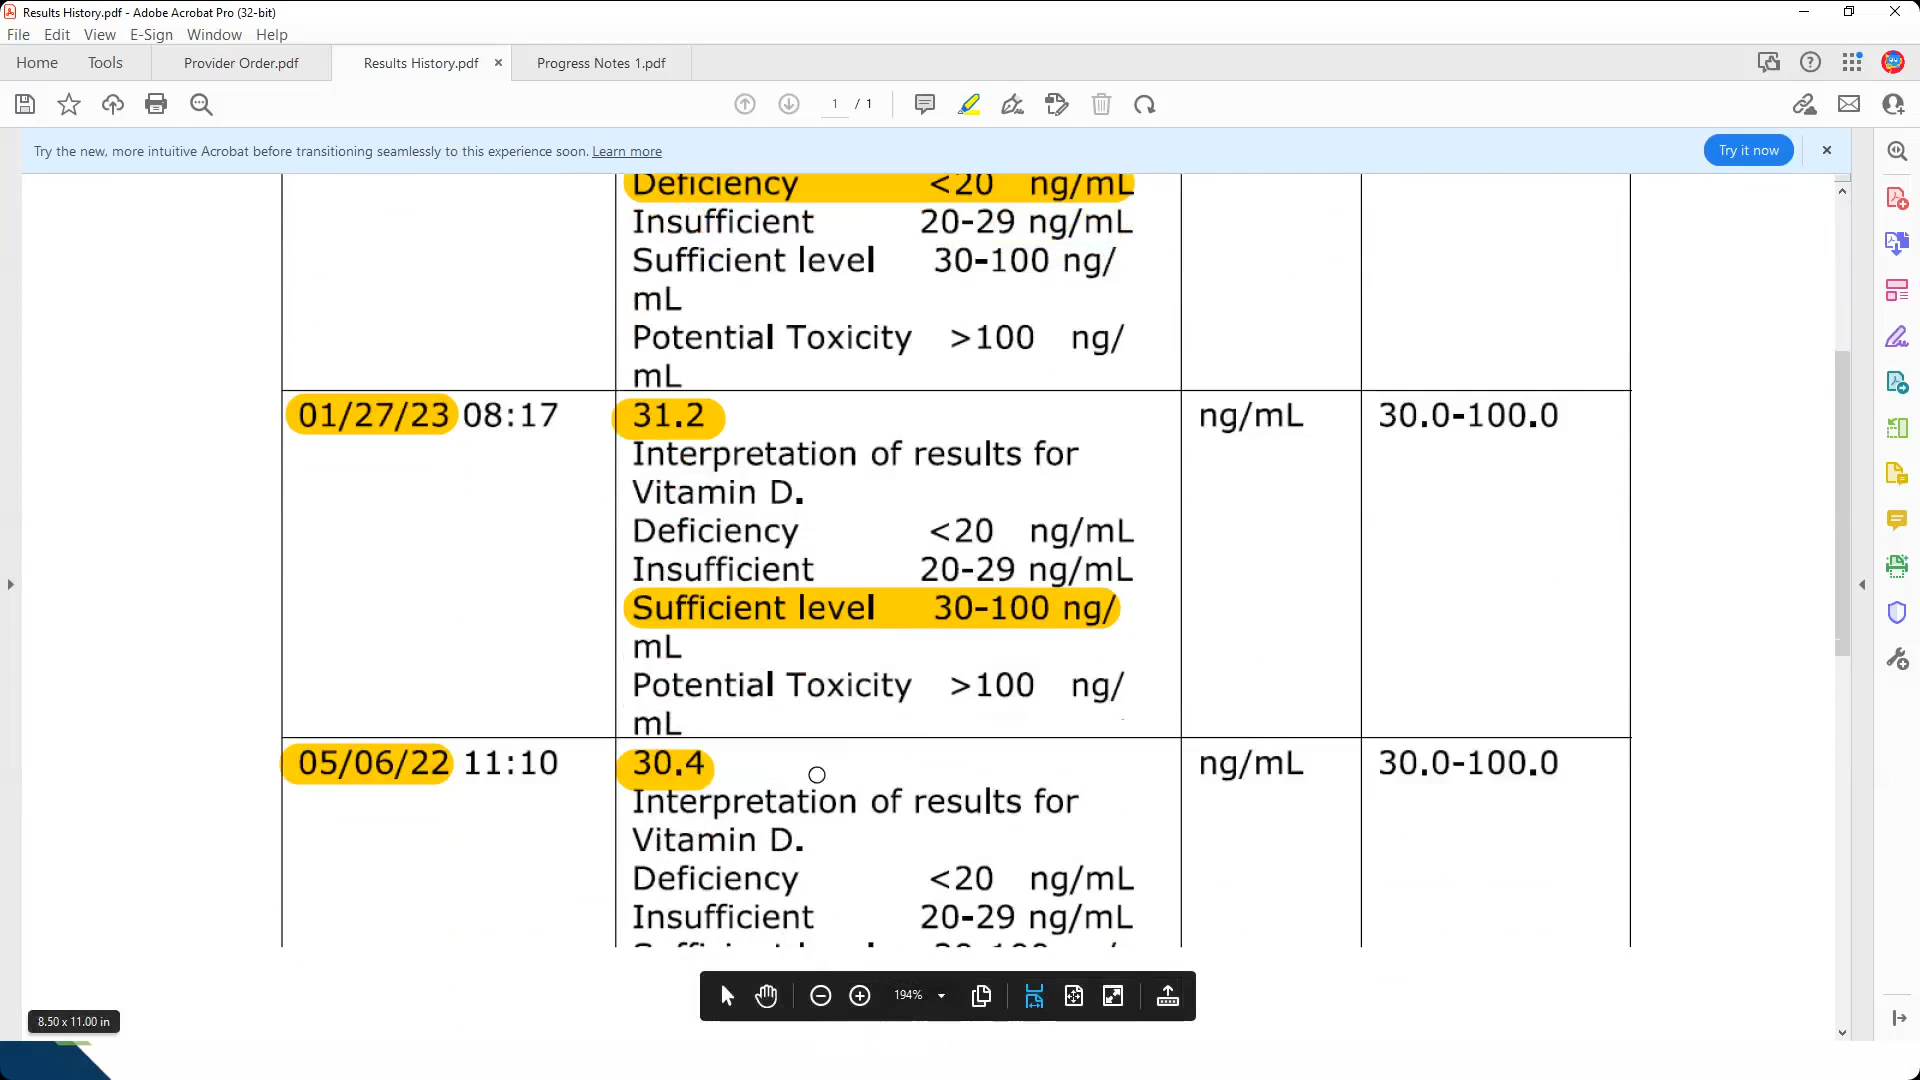 Results History.pdf - Adobe Acrobat Pro (32-bit)
File Edit View E-Sign Window Help
Home Tools Provider Order.pdf Results History.pdf × Progress Notes 1.pdf
1 / 1
Try the new, more intuitive Acrobat before transitioning seamlessly to this experience soon. Learn more Try it now
Deficiency <20 ng/mL
Insufficient 20-29 ng/mL
Sufficient level 30-100 ng/
mL
Potential Toxicity >100 ng/
mL
01/27/23 08:17 31.2 ng/mL 30.0-100.0
Interpretation of results for
Vitamin D.
Deficiency <20 ng/mL
Insufficient 20-29 ng/mL
Sufficient level 30-100 ng/
mL
Potential Toxicity >100 ng/
mL
05/06/22 11:10 30.4 ng/mL 30.0-100.0
Interpretation of results for
Vitamin D.
Deficiency <20 ng/mL
Insufficient 20-29 ng/mL
194%
8.50 x 11.00 in